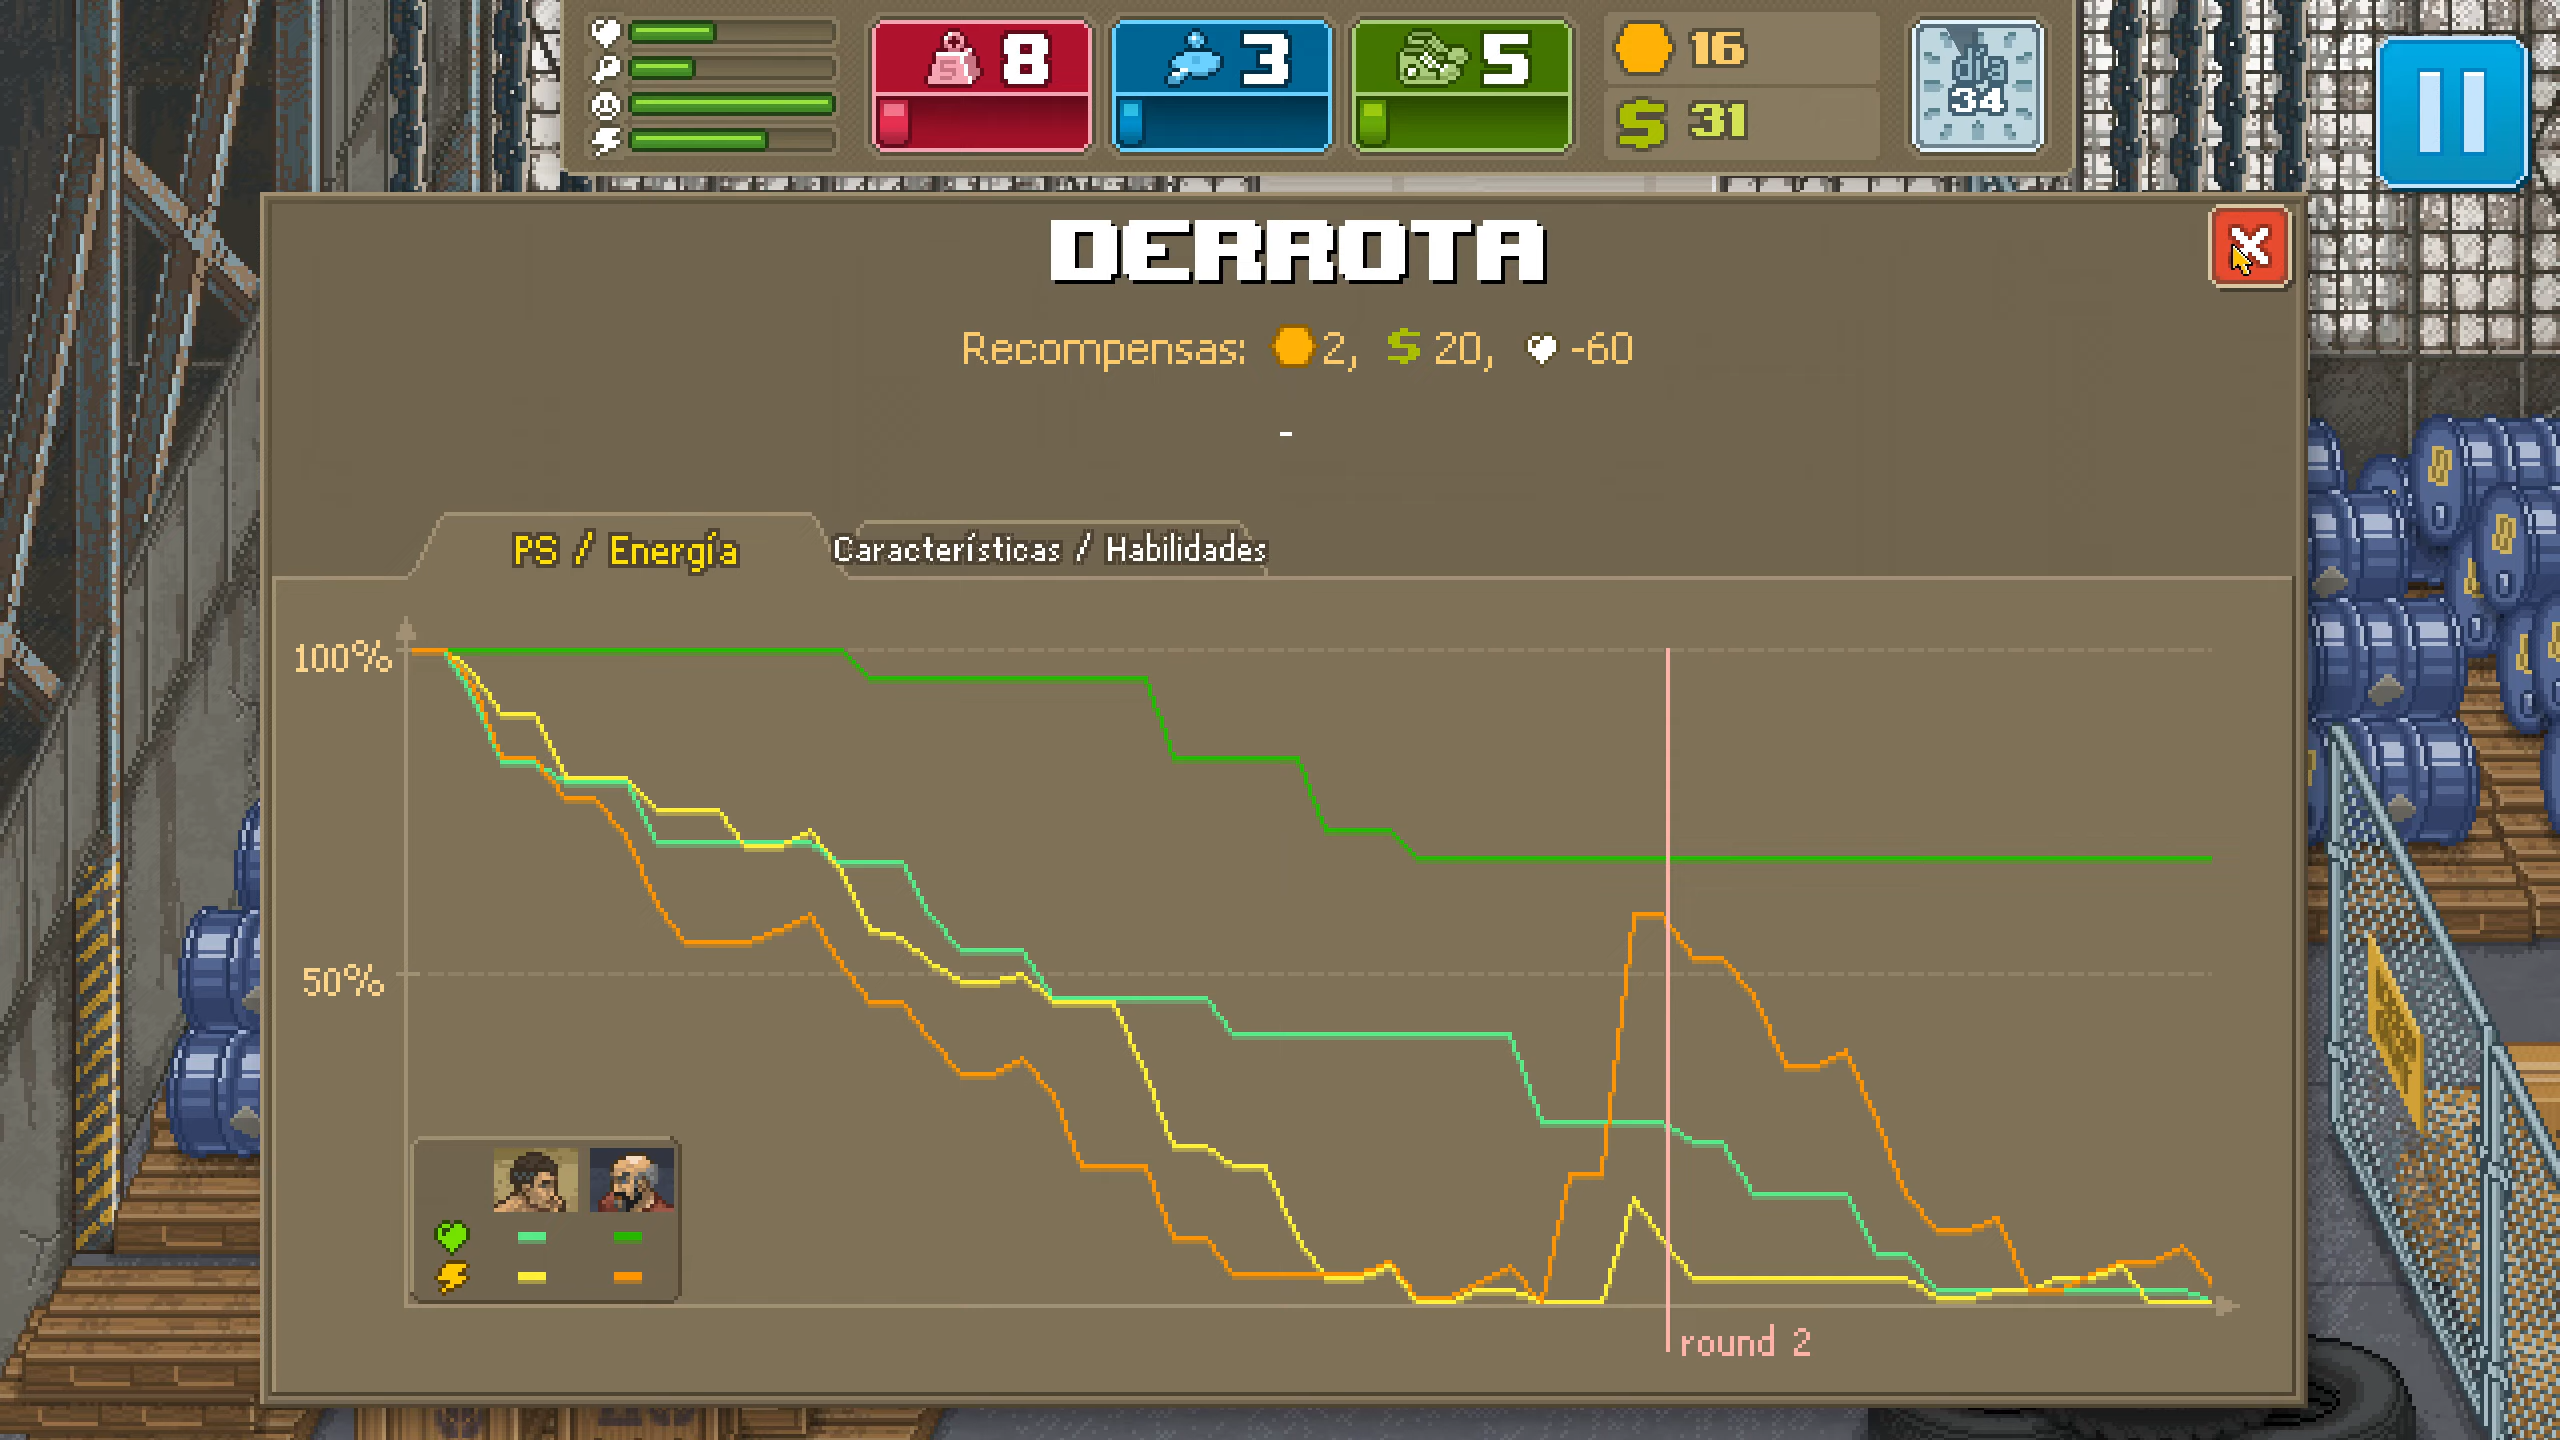 8
3
5
16
$ 31
día
34
DERROTA
Recompensas: 2, $ 20, -60
-
PS / Energía
Características / Habilidades
100%
50%
round 2